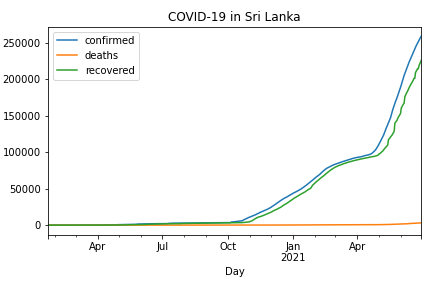 COVID-19 in Sri Lanka
confirmed
deaths
recovered
250000
200000
150000
100000
50000
0
Apr
Jul
Oct
Jan
2021
Apr
Day